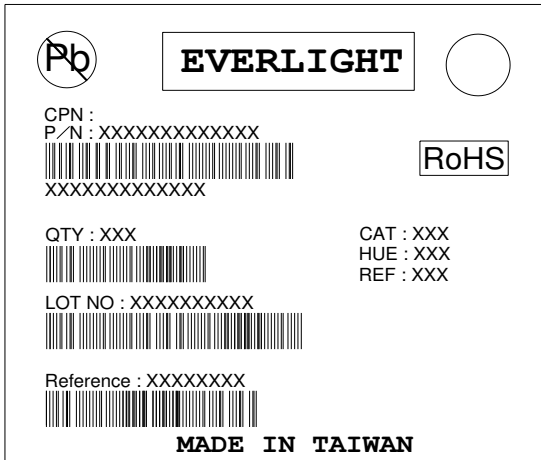 Pb
EVERLIGHT
CPN :
P/N : XXXXXXXXXXXXX
RoHS
XXXXXXXXXXXXX
QTY : XXX
CAT : XXX
HUE : XXX
REF : XXX
LOT NO : XXXXXXXXXX
Reference : XXXXXXXX
MADE IN TAIWAN